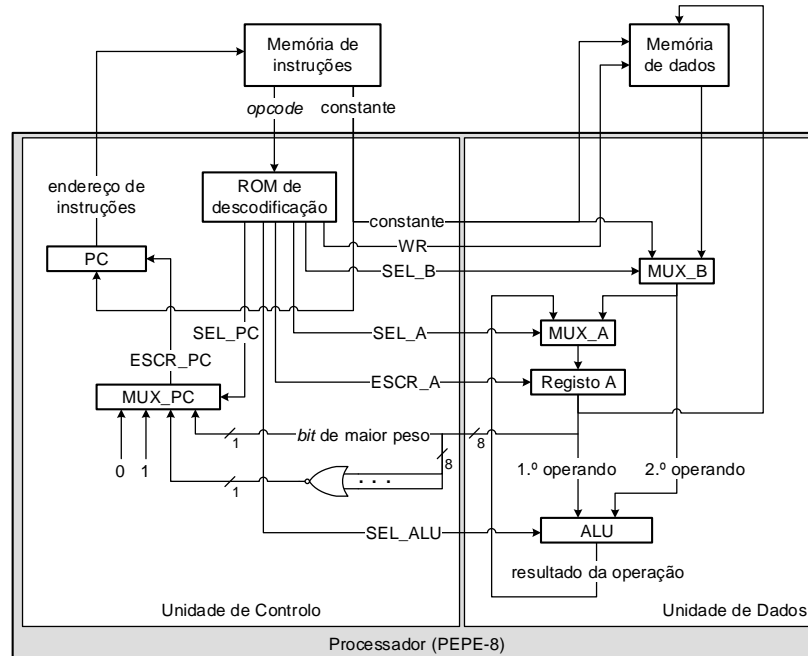 Memória de
instruções
Memória
de dados
opcode
constante
endereço de
instruções
ROM de
descodificação
constante
WR
PC
SEL_B
MUX_B
SEL_PC
SEL_A
MUX_A
ESCR_PC
ESCR_A
Registo A
MUX_PC
bit de maior peso
1
8
8
0
1
1
. . .
1.º operando
2.º operando
SEL_ALU
ALU
resultado da operação
Unidade de Controlo
Unidade de Dados
Processador (PEPE-8)